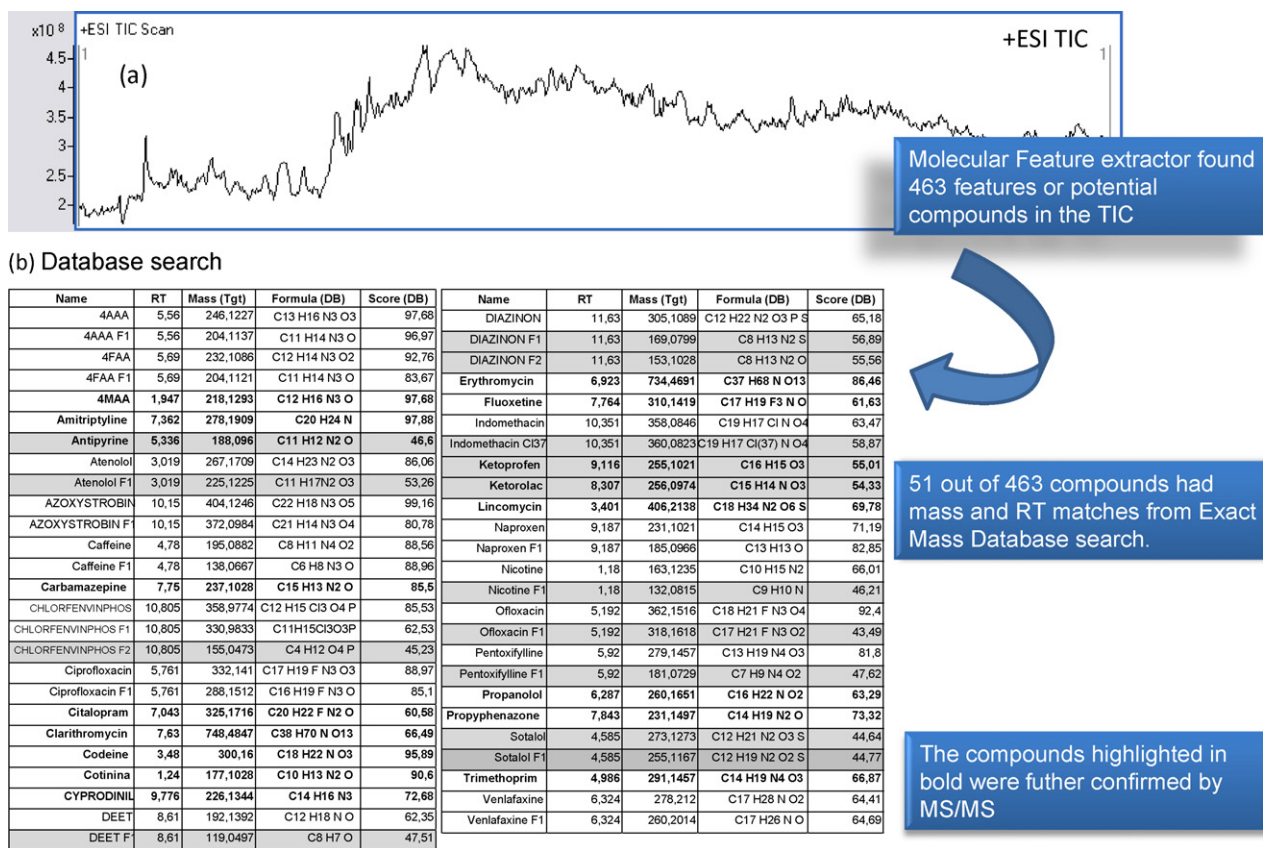 x10 8 +ESI TIC Scan
+ESI TIC
1
1
4.5
4
3.5
3
2.5
2
(a)
Molecular Feature extractor found
463 features or potential
compounds in the TIC
(b) Database search
Name RT Mass (Tgt) Formula (DB) Score (DB)
4AAA 5,56 246,1227 C13 H16 N3 O3 97,68
4AAA F1 5,56 204,1137 C11 H14 N3 O 96,97
4FAA 5,69 232,1086 C12 H14 N3 O2 92,76
4FAA F1 5,69 204,1121 C11 H14 N3 O 83,67
4MAA 1,947 218,1293 C12 H16 N3 O 97,68
Amitriptyline 7,362 278,1909 C20 H24 N 97,88
Antipyrine 5,336 188,096 C11 H12 N2 O 46,6
Atenolol 3,019 267,1709 C14 H23 N2 O3 86,06
Atenolol F1 3,019 225,1225 C11 H17N2 O3 53,26
AZOXYSTROBIN 10,15 404,1246 C22 H18 N3 O5 99,16
AZOXYSTROBIN F1 10,15 372,0984 C21 H14 N3 O4 80,78
Caffeine 4,78 195,0882 C8 H11 N4 O2 88,56
Caffeine F1 4,78 138,0667 C6 H8 N3 O 88,96
Carbamazepine 7,75 237,1028 C15 H13 N2 O 85,5
CHLORFENVINPHOS 10,805 358,9774 C12 H15 Cl3 O4 P 85,53
CHLORFENVINPHOS F1 10,805 330,9833 C11H15Cl3O3P 62,53
CHLORFENVINPHOS F2 10,805 155,0473 C4 H12 O4 P 45,23
Ciprofloxacin 5,761 332,141 C17 H19 F N3 O3 88,97
Ciprofloxacin F1 5,761 288,1512 C16 H19 F N3 O 85,1
Citalopram 7,043 325,1716 C20 H22 F N2 O 60,58
Clarithromycin 7,63 748,4847 C38 H70 N O13 66,49
Codeine 3,48 300,16 C18 H22 N O3 95,89
Cotinina 1,24 177,1028 C10 H13 N2 O 90,6
CYPRODINIL 9,776 226,1344 C14 H16 N3 72,68
DEET 8,61 192,1392 C12 H18 N O 62,35
DEET F1 8,61 119,0497 C8 H7 O 47,51
Name RT Mass (Tgt) Formula (DB) Score (DB)
DIAZINON 11,63 305,1089 C12 H22 N2 O3 P S 65,18
DIAZINON F1 11,63 169,0799 C8 H13 N2 S 56,89
DIAZINON F2 11,63 153,1028 C8 H13 N2 O 55,56
Erythromycin 6,923 734,4691 C37 H68 N O13 86,46
Fluoxetine 7,764 310,1419 C17 H19 F3 N O 61,63
Indomethacin 10,351 358,0846 C19 H17 Cl N O4 63,47
Indomethacin Cl37 10,351 360,0823 C19 H17 Cl(37) N O4 58,87
Ketoprofen 9,116 255,1021 C16 H15 O3 55,01
Ketorolac 8,307 256,0974 C15 H14 N O3 54,33
Lincomycin 3,401 406,2138 C18 H34 N2 O6 S 69,78
Naproxen 9,187 231,1021 C14 H15 O3 71,19
Naproxen F1 9,187 185,0966 C13 H13 O 82,85
Nicotine 1,18 163,1235 C10 H15 N2 66,01
Nicotine F1 1,18 132,0815 C9 H10 N 46,21
Ofloxacin 5,192 362,1516 C18 H21 F N3 O4 92,4
Ofloxacin F1 5,192 318,1618 C17 H21 F N3 O2 43,49
Pentoxifylline 5,92 279,1457 C13 H19 N4 O3 81,8
Pentoxifylline F1 5,92 181,0729 C7 H9 N4 O2 47,62
Propanolol 6,287 260,1651 C16 H22 N O2 63,29
Propyphenazone 7,843 231,1497 C14 H19 N2 O 73,32
Sotalol 4,585 273,1273 C12 H21 N2 O3 S 44,64
Sotalol F1 4,585 255,1167 C12 H19 N2 O2 S 44,77
Trimethoprim 4,986 291,1457 C14 H19 N4 O3 66,87
Venlafaxine 6,324 278,212 C17 H28 N O2 64,41
Venlafaxine F1 6,324 260,2014 C17 H26 N O 64,69
51 out of 463 compounds had
mass and RT matches from Exact
Mass Database search.
The compounds highlighted in
bold were futher confirmed by
MS/MS